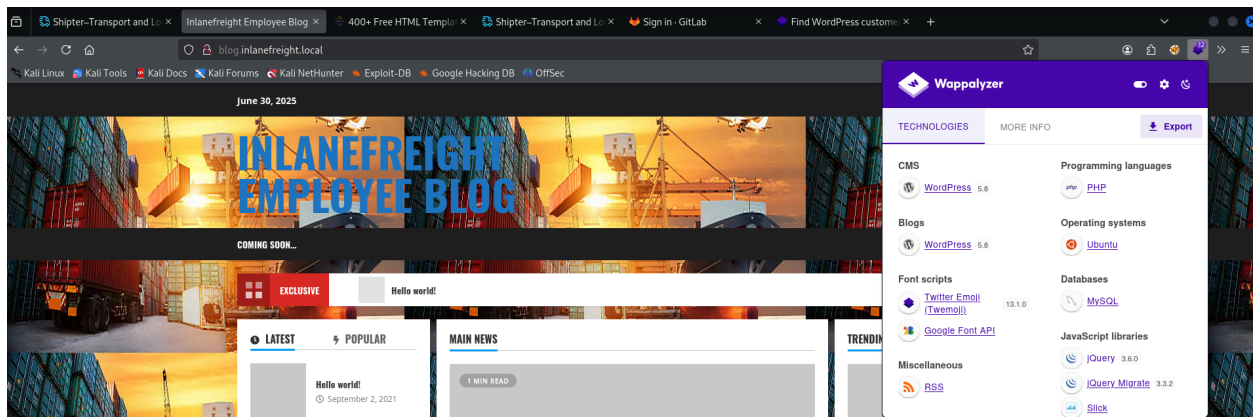 Shipter–Transport and Lo
Inlanefreight Employee Blog
400+ Free HTML Templat
Shipter–Transport and Lo
Sign in · GitLab
Find WordPress custome
blog.inlanefreight.local
12
Kali Linux
Kali Tools
Kali Docs
Kali Forums
Kali NetHunter
Exploit-DB
Google Hacking DB
OffSec
June 30, 2025
INLANEFREIGHT
EMPLOYEE BLOG
COMING SOON...
EXCLUSIVE
Hello world!
LATEST
POPULAR
MAIN NEWS
TRENDIN
Hello world!
September 2, 2021
1 MIN READ
Wappalyzer
TECHNOLOGIES
MORE INFO
Export
CMS
WordPress 5.8
Blogs
WordPress 5.8
Font scripts
Twitter Emoji
(Twemoji) 13.1.0
Google Font API
Miscellaneous
RSS
Programming languages
php PHP
Operating systems
Ubuntu
Databases
MySQL
JavaScript libraries
jQuery 3.6.0
jQuery Migrate 3.3.2
Slick